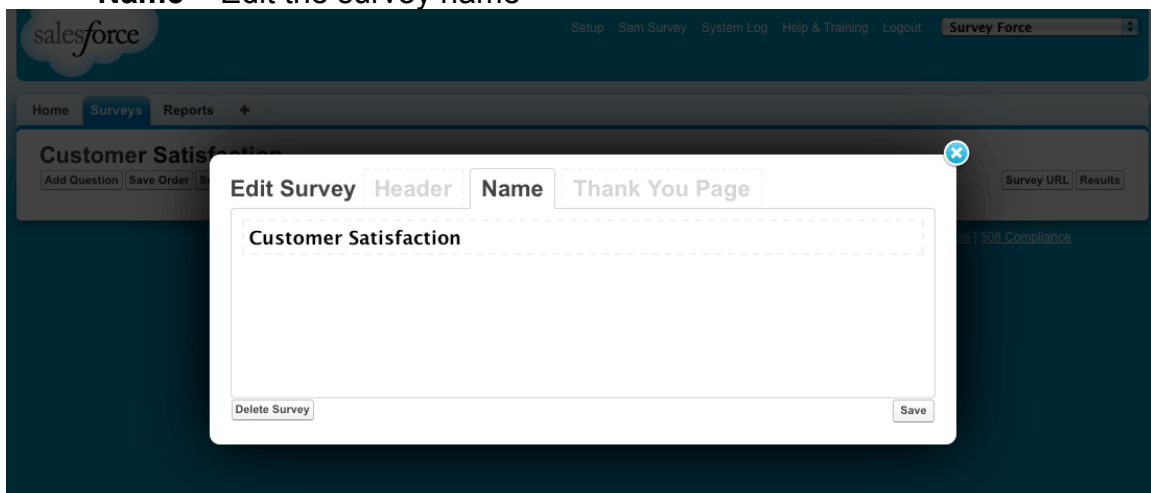 Name – Edit the survey name
salesforce
Setup Sam Survey System Log Help & Training Logout Survey Force
Home Surveys Reports +
Customer Satisfaction
Add Question Save Order Survey URL Results
Edit Survey Header Name Thank You Page
Customer Satisfaction
508 Compliance
Delete Survey Save